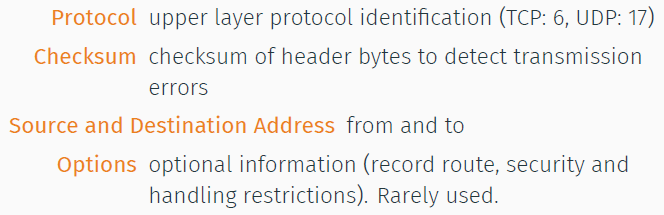 Protocol upper layer protocol identification (TCP: 6, UDP: 17)
Checksum checksum of header bytes to detect transmission
errors
Source and Destination Address from and to
Options optional information (record route, security and
handling restrictions). Rarely used.